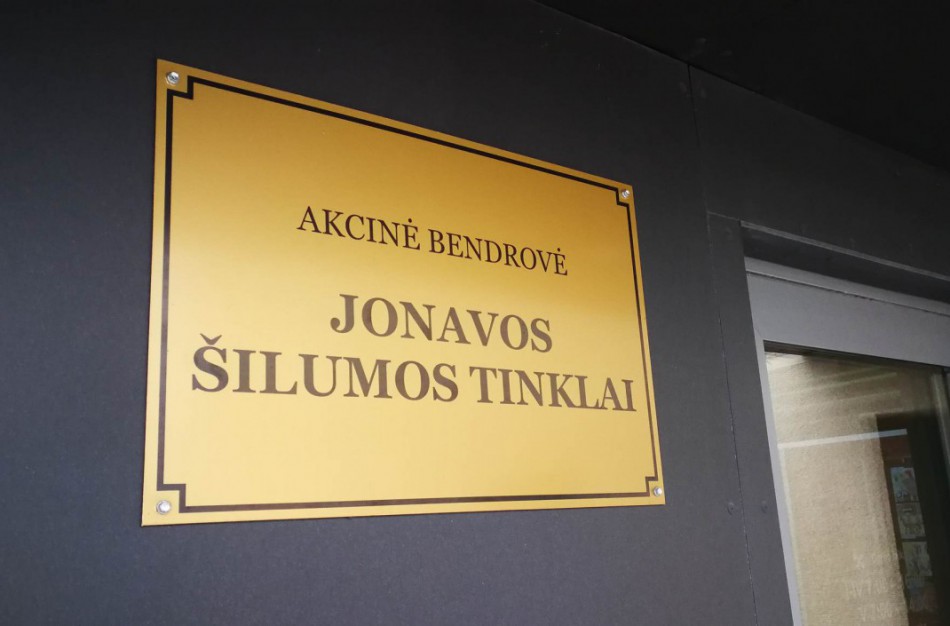 AKCINĖ BENDROVĖ
JONAVOS
ŠILUMOS TINKLAI